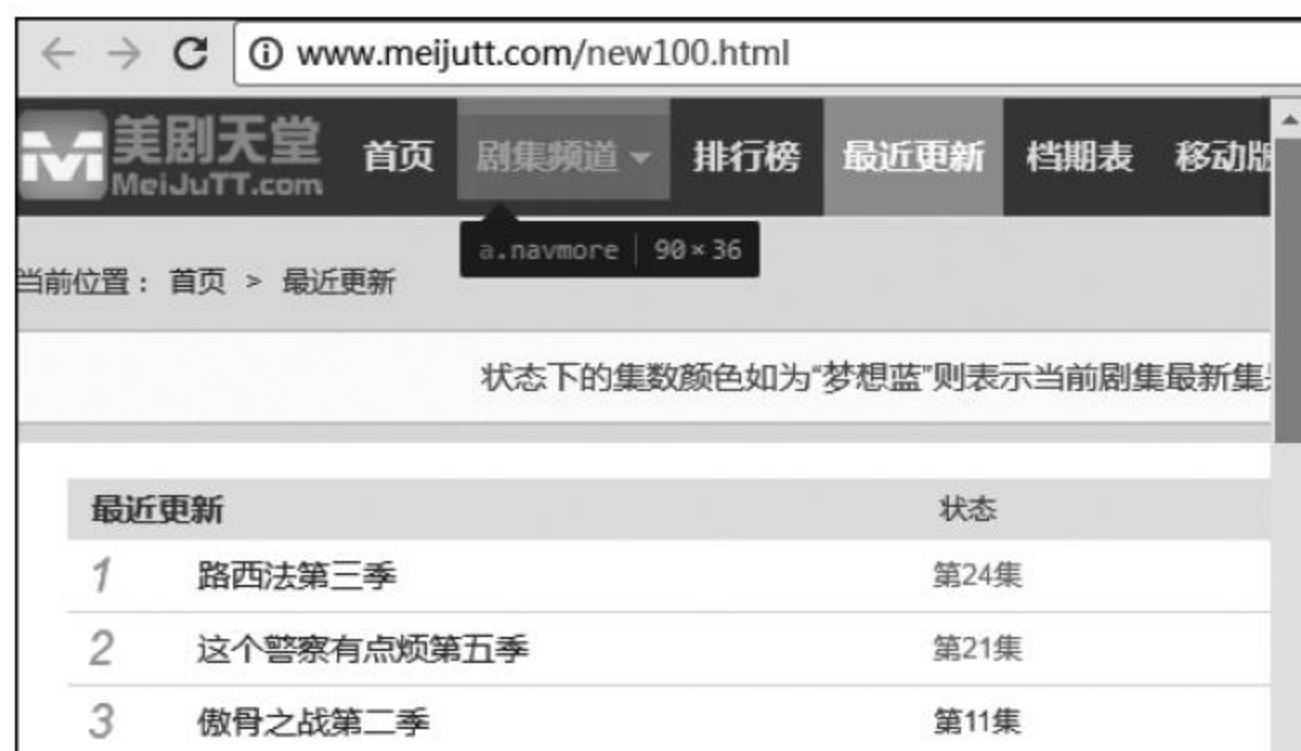 www.meijutt.com/new100.html
美剧天堂 首页 剧集频道 排行榜 最近更新 档期表 移动版
MeiJuTT.com
a.navmore | 90×36
当前位置： 首页 > 最近更新
状态下的集数颜色如为“梦想蓝”则表示当前剧集最新集
最近更新 状态
1 路西法第三季 第24集
2 这个警察有点烦第五季 第21集
3 傲骨之战第二季 第11集